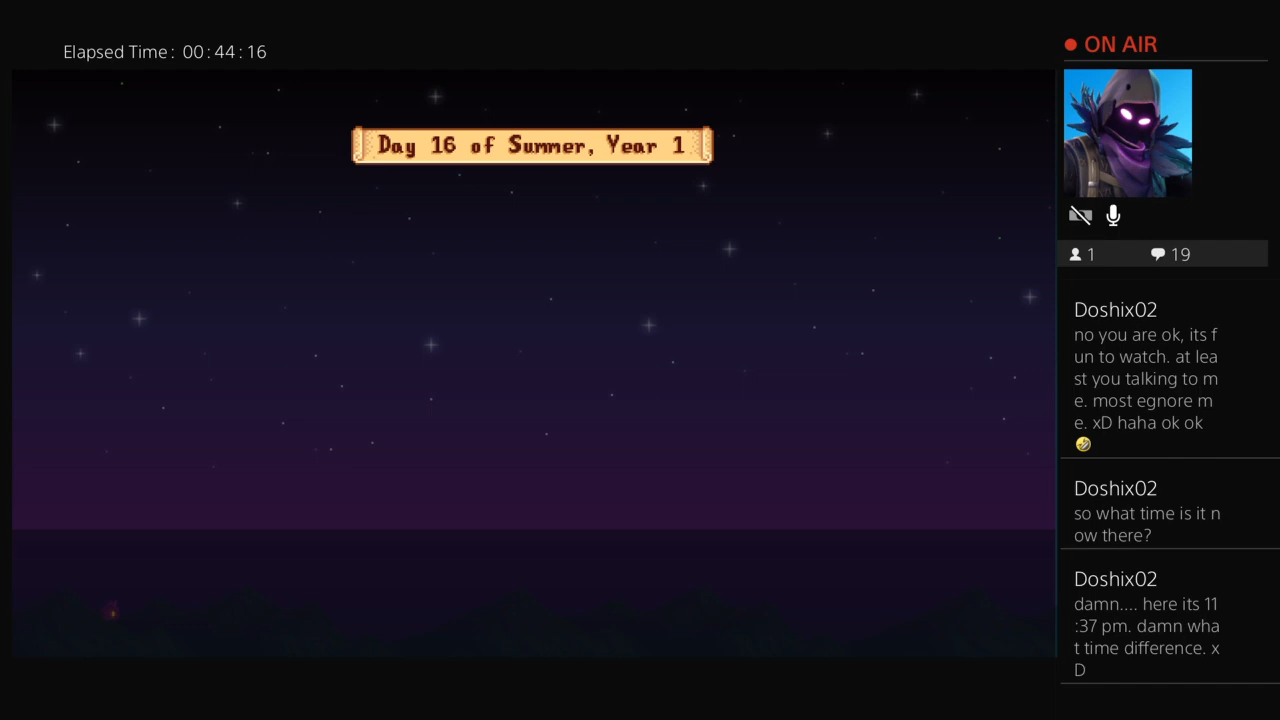 Elapsed Time: 00:44:16
ON AIR
Day 16 of Summer, Year 1
1 19
Doshix02
no you are ok, its f
un to watch. at lea
st you talking to m
e. most egnore m
e. xD haha ok ok
🤣
Doshix02
so what time is it n
ow there?
Doshix02
damn.... here its 11
:37 pm. damn wha
t time difference. x
D